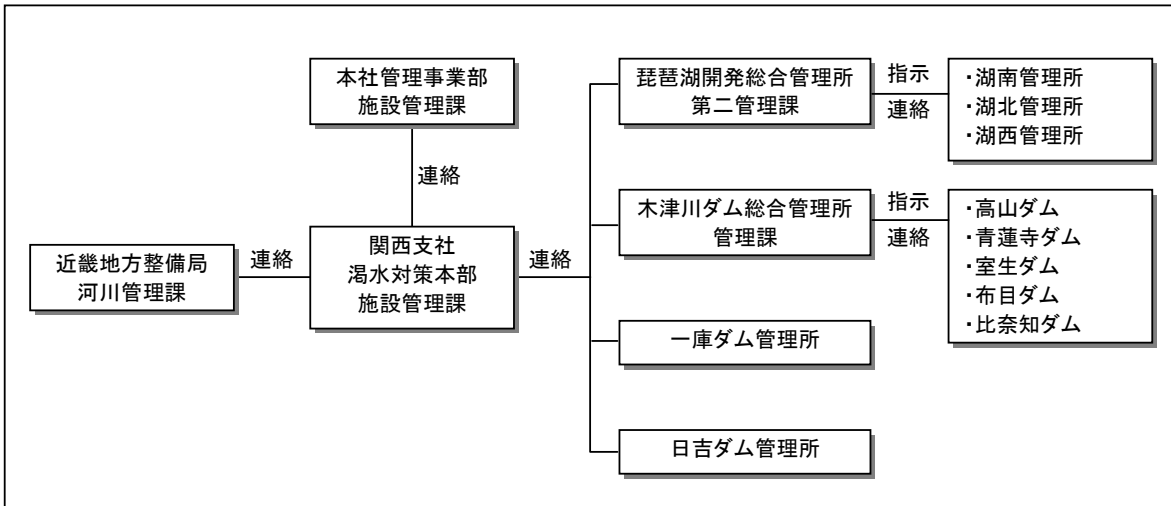 本社管理事業部
施設管理課
連絡
近畿地方整備局
河川管理課
連絡
関西支社
渇水対策本部
施設管理課
連絡
琵琶湖開発総合管理所
第二管理課
指示
連絡
・湖南管理所
・湖北管理所
・湖西管理所
木津川ダム総合管理所
管理課
指示
連絡
・高山ダム
・青蓮寺ダム
・室生ダム
・布目ダム
・比奈知ダム
一庫ダム管理所
日吉ダム管理所